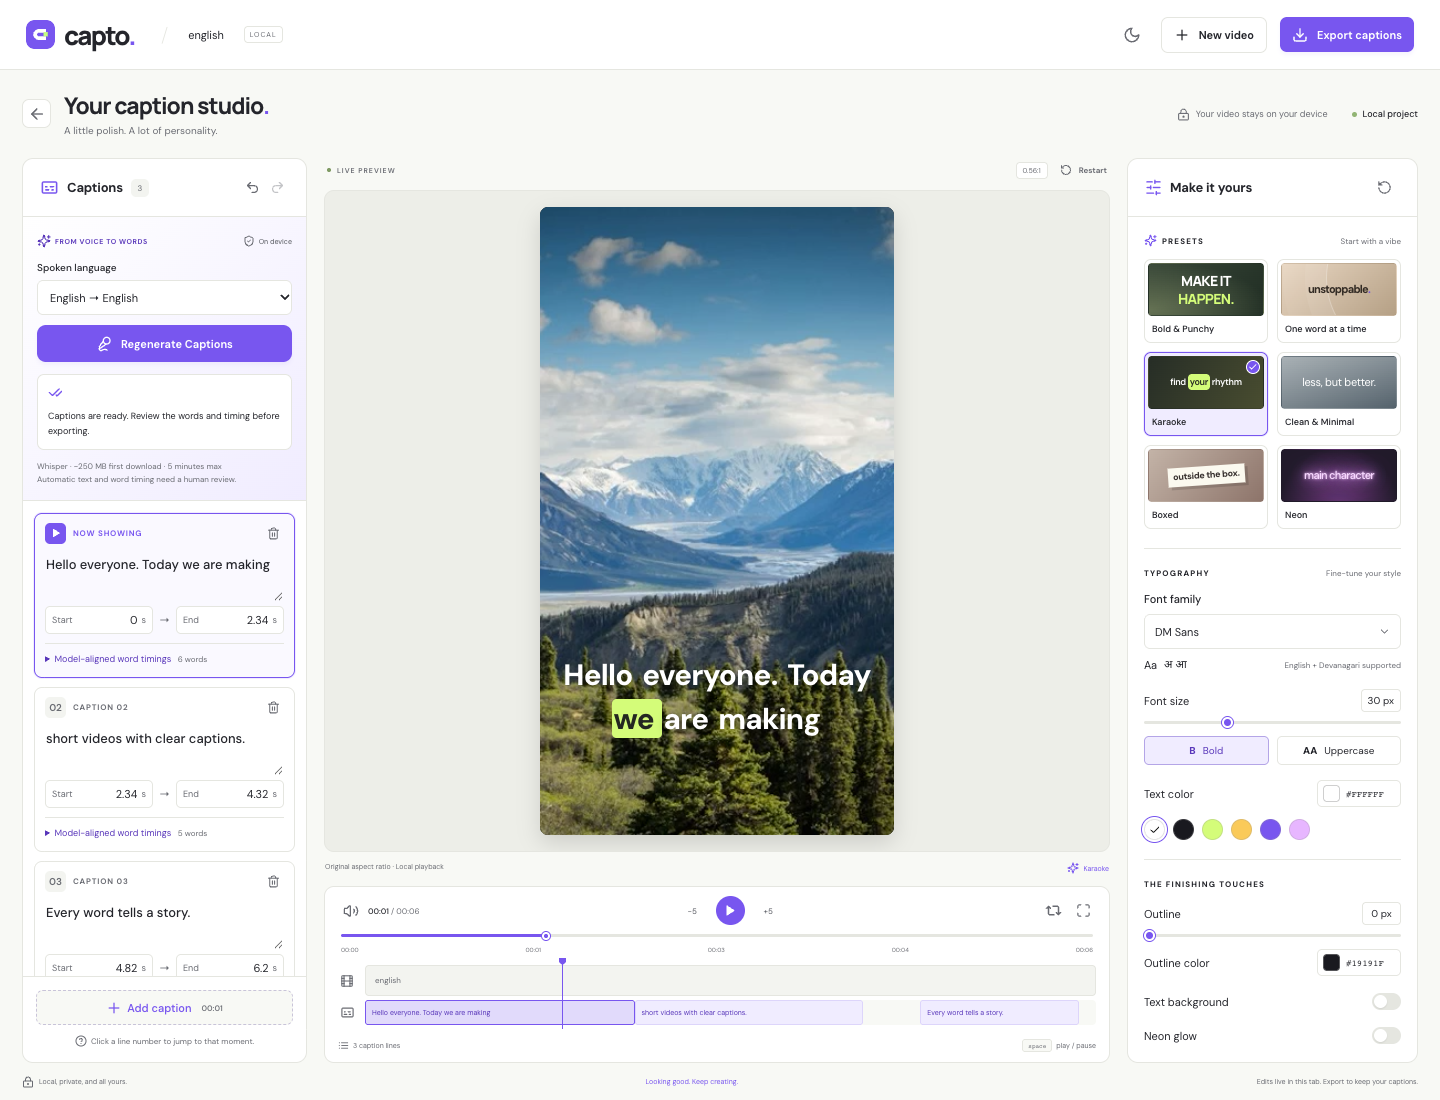 capto.
english
LOCAL
New video
Export captions
Your caption studio.
A little polish. A lot of personality.
Your video stays on your device
Local project
Captions
3
FROM VOICE TO WORDS
On device
Spoken language
English → English
Regenerate Captions
Captions are ready. Review the words and timing before
exporting.
Whisper · ~250 MB first download · 5 minutes max
Automatic text and word timing need a human review.
NOW SHOWING
Hello everyone. Today we are making
Start 0 s → End 2.34 s
Model-aligned word timings 6 words
02 CAPTION 02
short videos with clear captions.
Start 2.34 s → End 4.32 s
Model-aligned word timings 5 words
03 CAPTION 03
Every word tells a story.
Start 4.82 s → End 6.2 s
Add caption 00:01
Click a line number to jump to that moment.
LIVE PREVIEW
0.56:1
Restart
Hello everyone. Today
we are making
Original aspect ratio · Local playback
Karaoke
00:01 / 00:06
-5
+5
00:00 00:01 00:03 00:04 00:06
english
Hello everyone. Today we are making
short videos with clear captions.
Every word tells a story.
3 caption lines
space play / pause
Make it yours
PRESETS
Start with a vibe
MAKE IT
HAPPEN.
Bold & Punchy
unstoppable.
One word at a time
find your rhythm
Karaoke
less, but better.
Clean & Minimal
outside the box.
Boxed
main character
Neon
TYPOGRAPHY
Fine-tune your style
Font family
DM Sans
Aa अ आ
English + Devanagari supported
Font size
30 px
B Bold
AA Uppercase
Text color
#FFFFFF
THE FINISHING TOUCHES
Outline
0 px
Outline color
#19191F
Text background
Neon glow
Local, private, and all yours.
Looking good. Keep creating.
Edits live in this tab. Export to keep your captions.